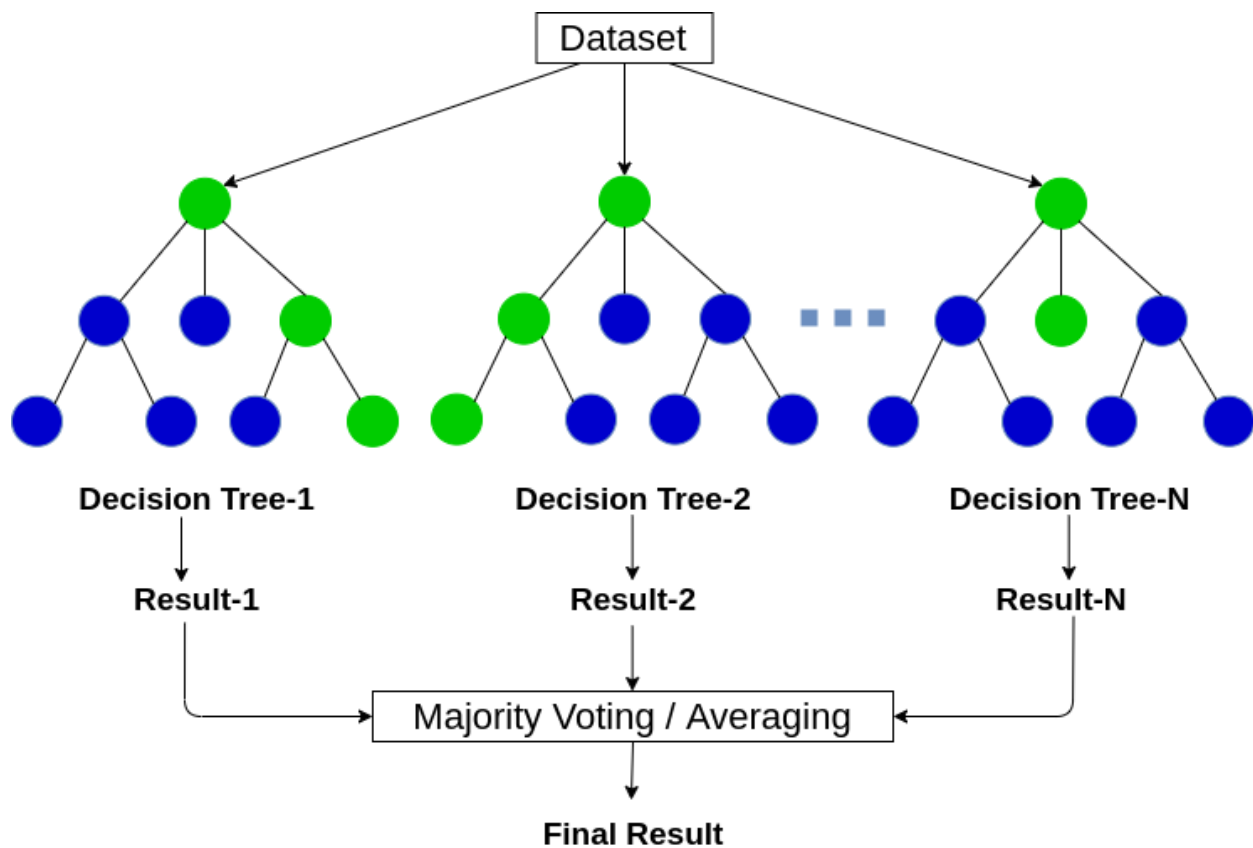 Dataset
Decision Tree-1
Decision Tree-2
Decision Tree-N
Result-1
Result-2
Result-N
Majority Voting / Averaging
Final Result